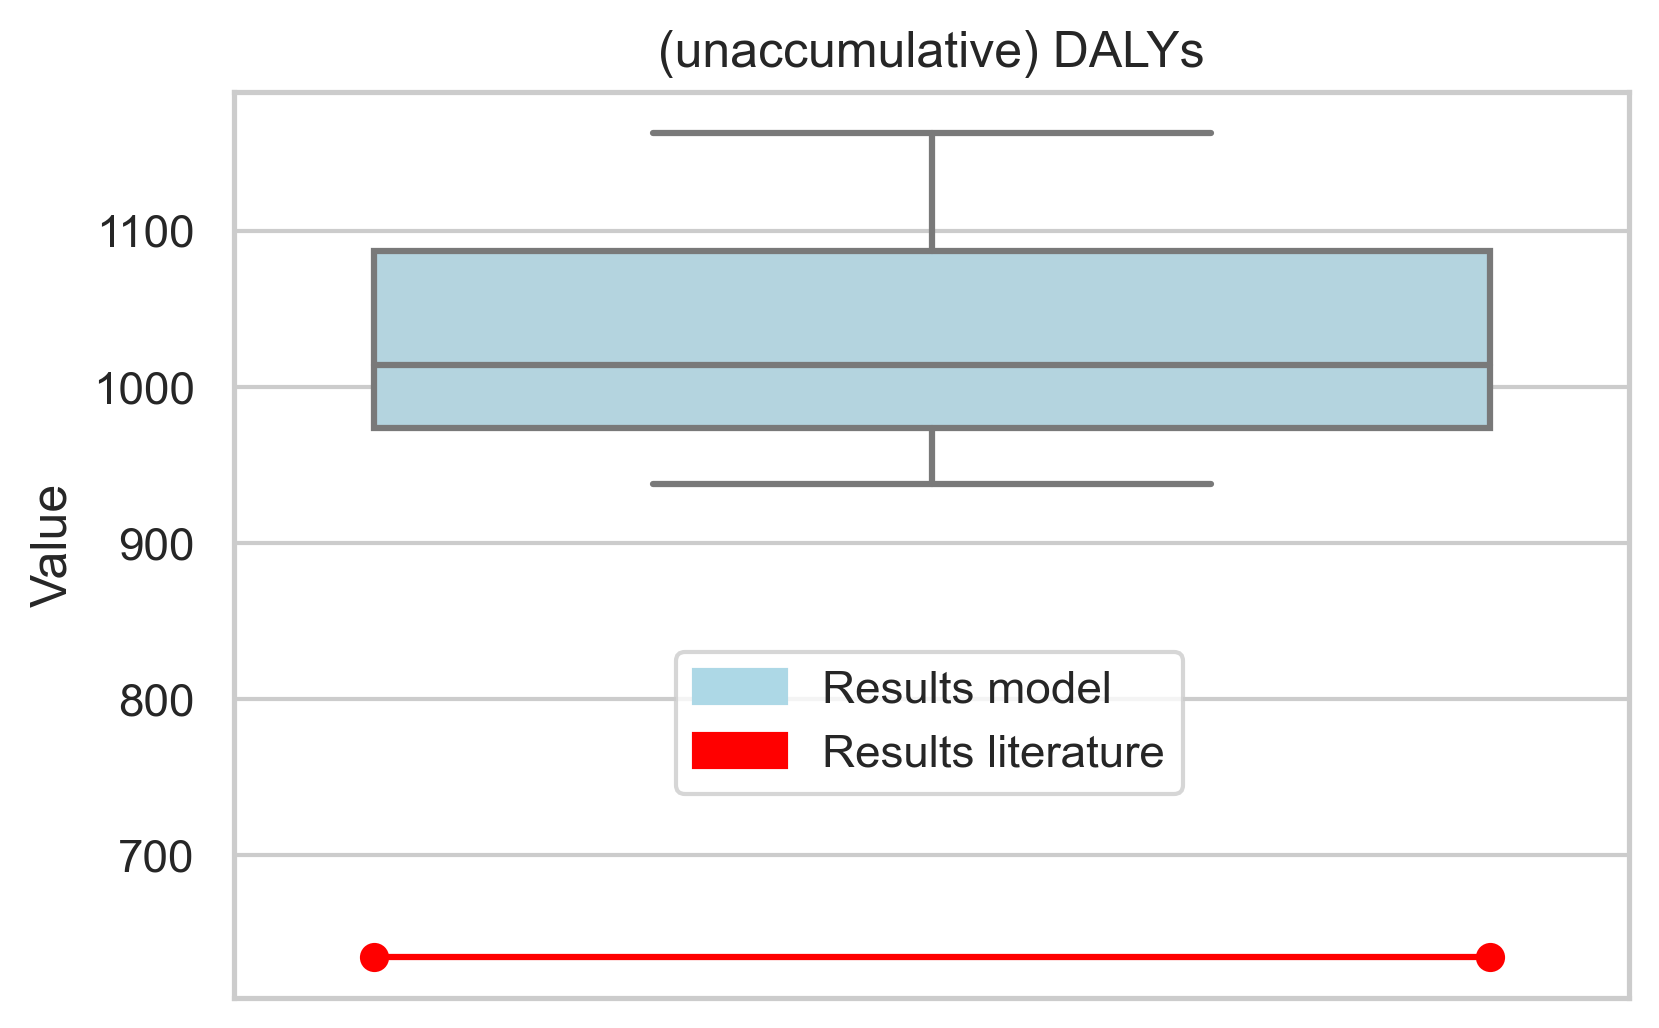 (unaccumulative) DALYs
1100
1000
900
800
700
Value
Results model
Results literature